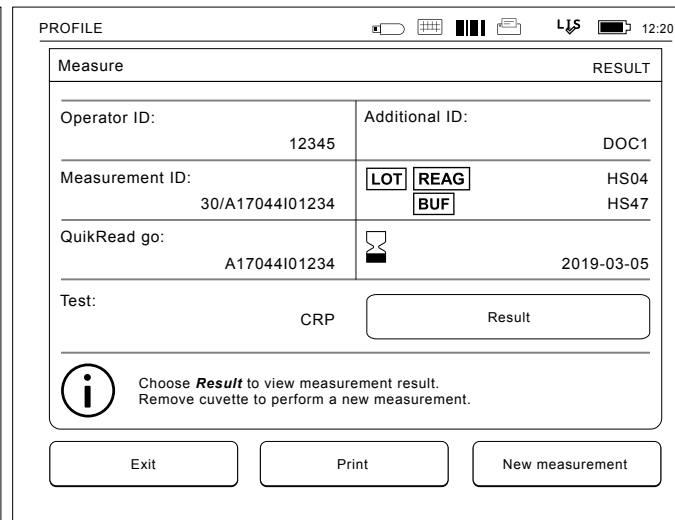 PROFILE LIS 12:20
Measure RESULT
Operator ID:
12345
Additional ID:
DOC1
Measurement ID:
30/A17044I01234
LOT REAG HS04
BUF HS47
QuikRead go:
A17044I01234
2019-03-05
Test:
CRP
Result
Choose Result to view measurement result.
Remove cuvette to perform a new measurement.
Exit Print New measurement